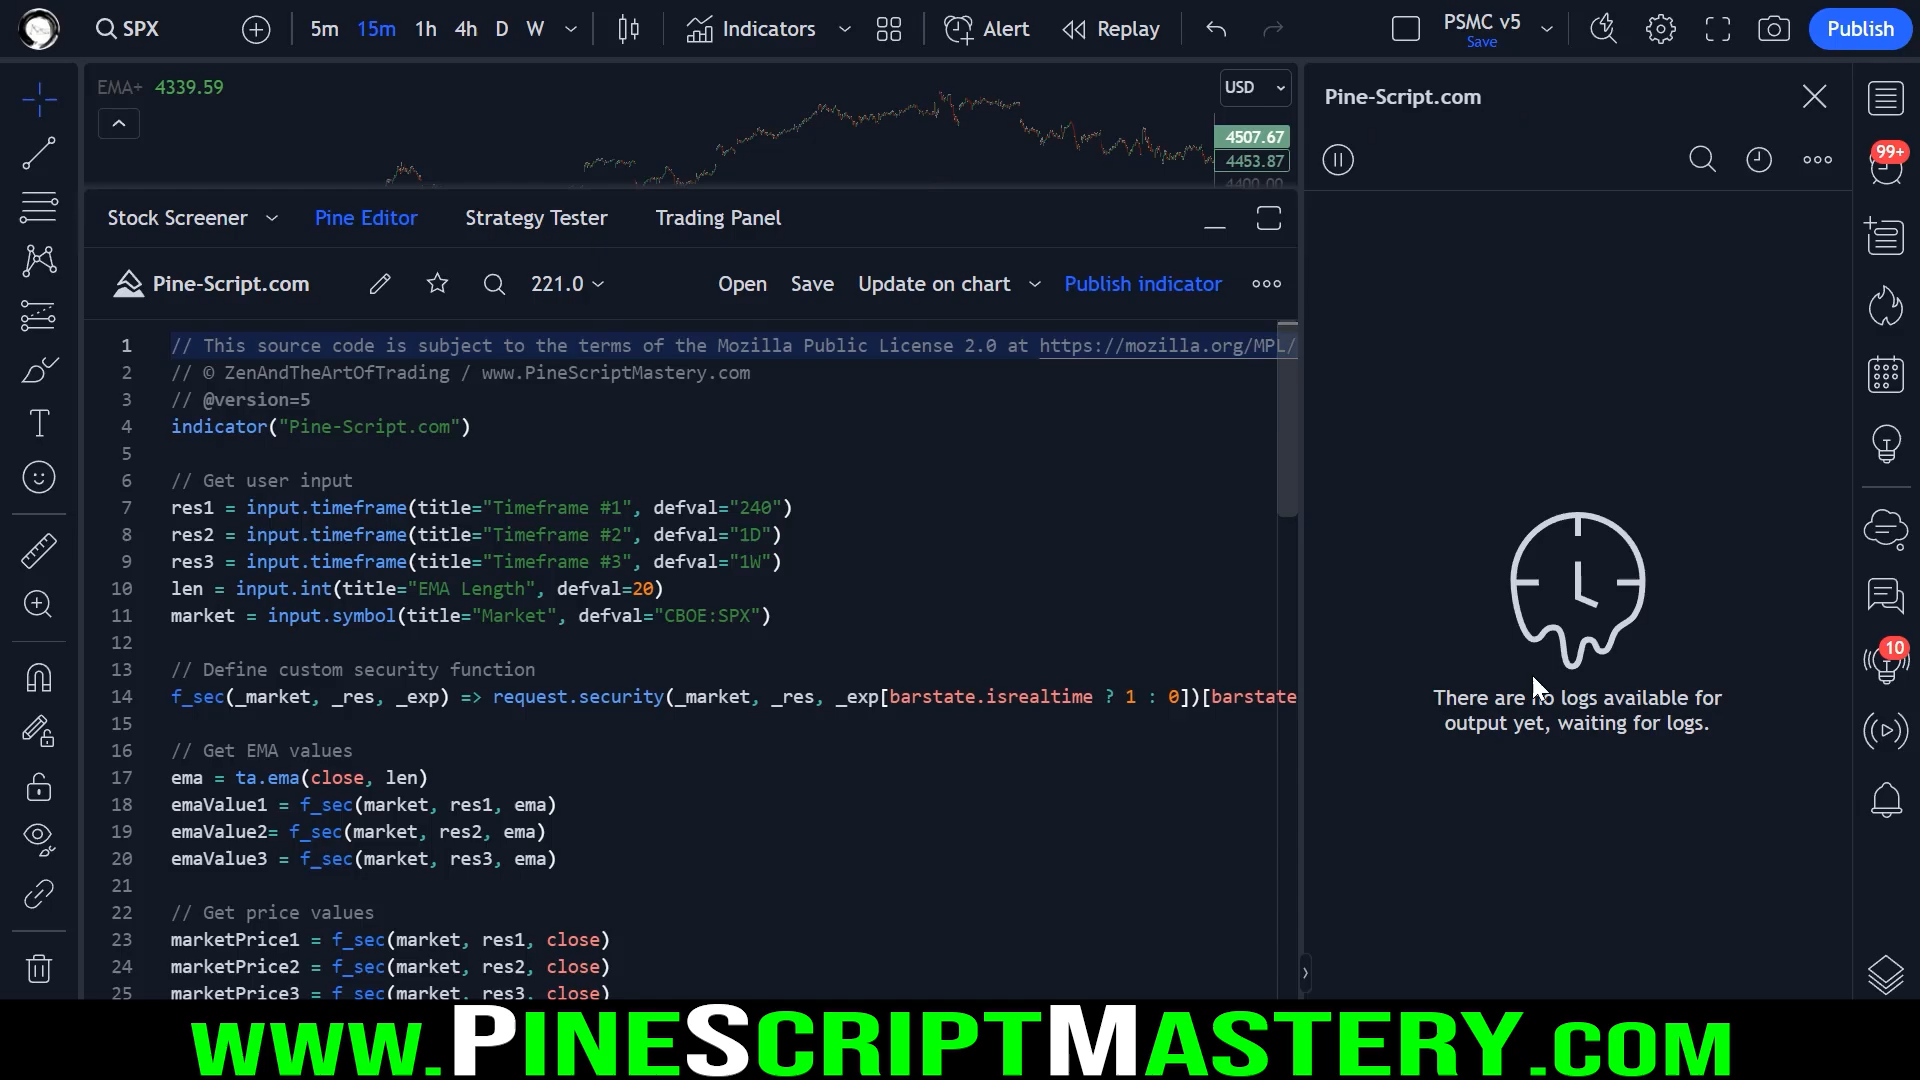 SPX
5m 15m 1h 4h D W
Indicators
Alert
Replay
PSMC v5
Save
Publish
EMA+ 4339.59
USD
4507.67
4453.87
4400.00
Pine-Script.com
99+
Stock Screener
Pine Editor
Strategy Tester
Trading Panel
Pine-Script.com
221.0
Open
Save
Update on chart
Publish indicator
1 // This source code is subject to the terms of the Mozilla Public License 2.0 at https://mozilla.org/MPL/
2 // © ZenAndTheArtOfTrading / www.PineScriptMastery.com
3 // @version=5
4 indicator("Pine-Script.com")
5
6 // Get user input
7 res1 = input.timeframe(title="Timeframe #1", defval="240")
8 res2 = input.timeframe(title="Timeframe #2", defval="1D")
9 res3 = input.timeframe(title="Timeframe #3", defval="1W")
10 len = input.int(title="EMA Length", defval=20)
11 market = input.symbol(title="Market", defval="CBOE:SPX")
12
13 // Define custom security function
14 f_sec(_market, _res, _exp) => request.security(_market, _res, _exp[barstate.isrealtime ? 1 : 0])[barstate
15
16 // Get EMA values
17 ema = ta.ema(close, len)
18 emaValue1 = f_sec(market, res1, ema)
19 emaValue2= f_sec(market, res2, ema)
20 emaValue3 = f_sec(market, res3, ema)
21
22 // Get price values
23 marketPrice1 = f_sec(market, res1, close)
24 marketPrice2 = f_sec(market, res2, close)
25 marketPrice3 = f_sec(market, res3, close)
There are no logs available for
output yet, waiting for logs.
10
www.PineScriptMastery.com